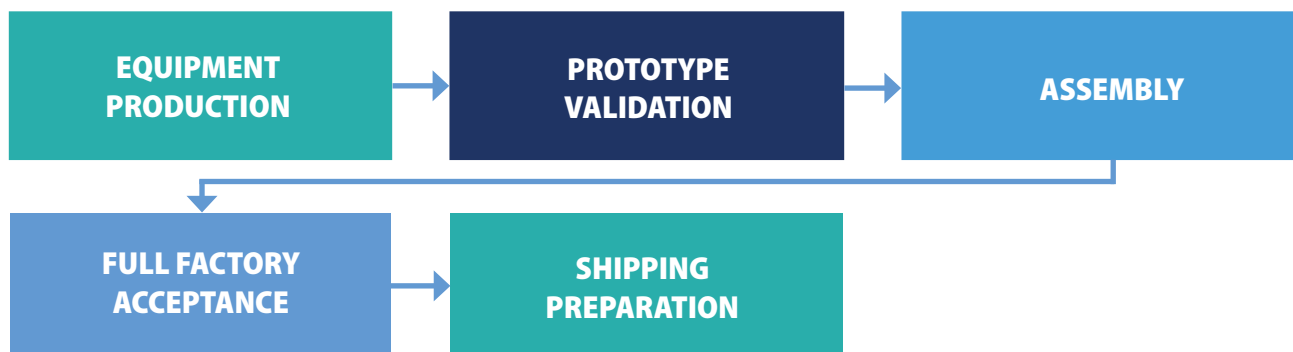 EQUIPMENT
PRODUCTION
PROTOTYPE
VALIDATION
ASSEMBLY
FULL FACTORY
ACCEPTANCE
SHIPPING
PREPARATION